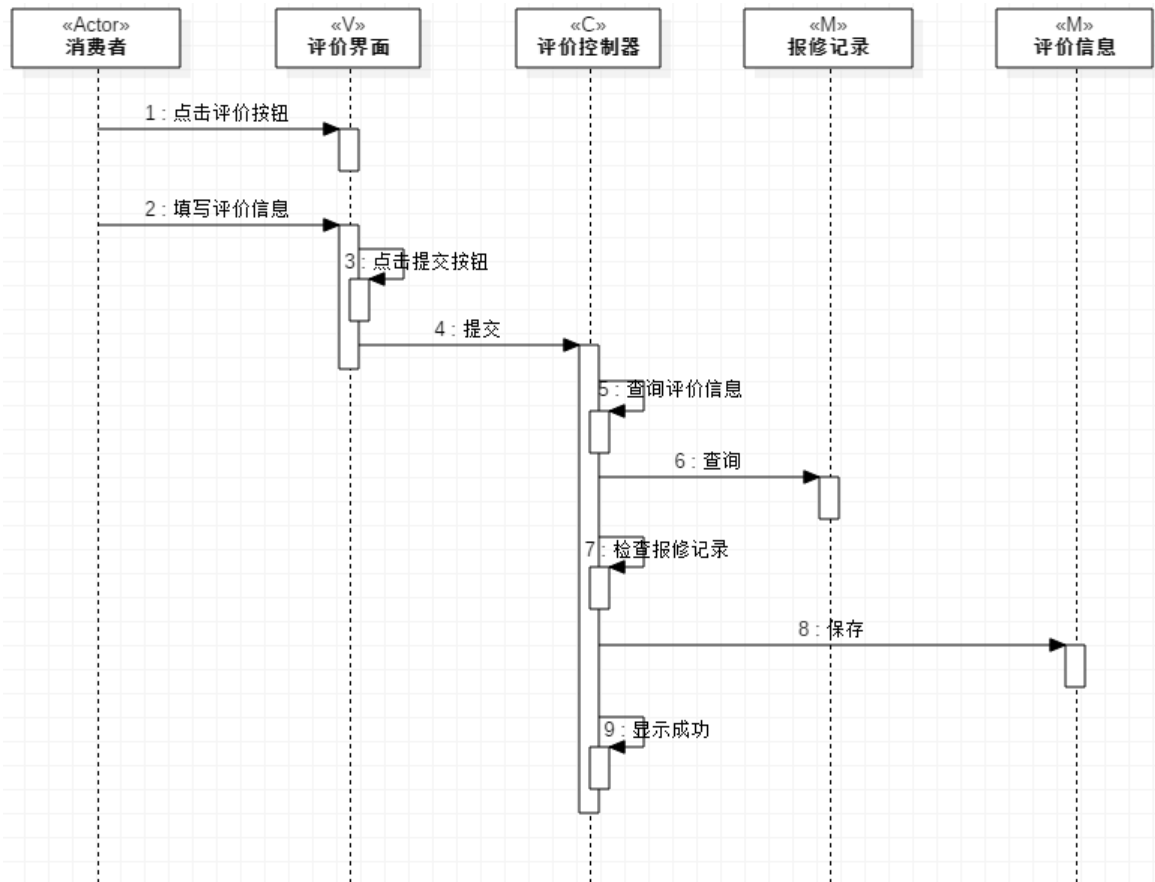 «Actor»
消费者
«V»
评价界面
«C»
评价控制器
«M»
报修记录
«M»
评价信息
1 : 点击评价按钮
2 : 填写评价信息
3 : 点击提交按钮
4 : 提交
5 : 查询评价信息
6 : 查询
7 : 检查报修记录
8 : 保存
9 : 显示成功